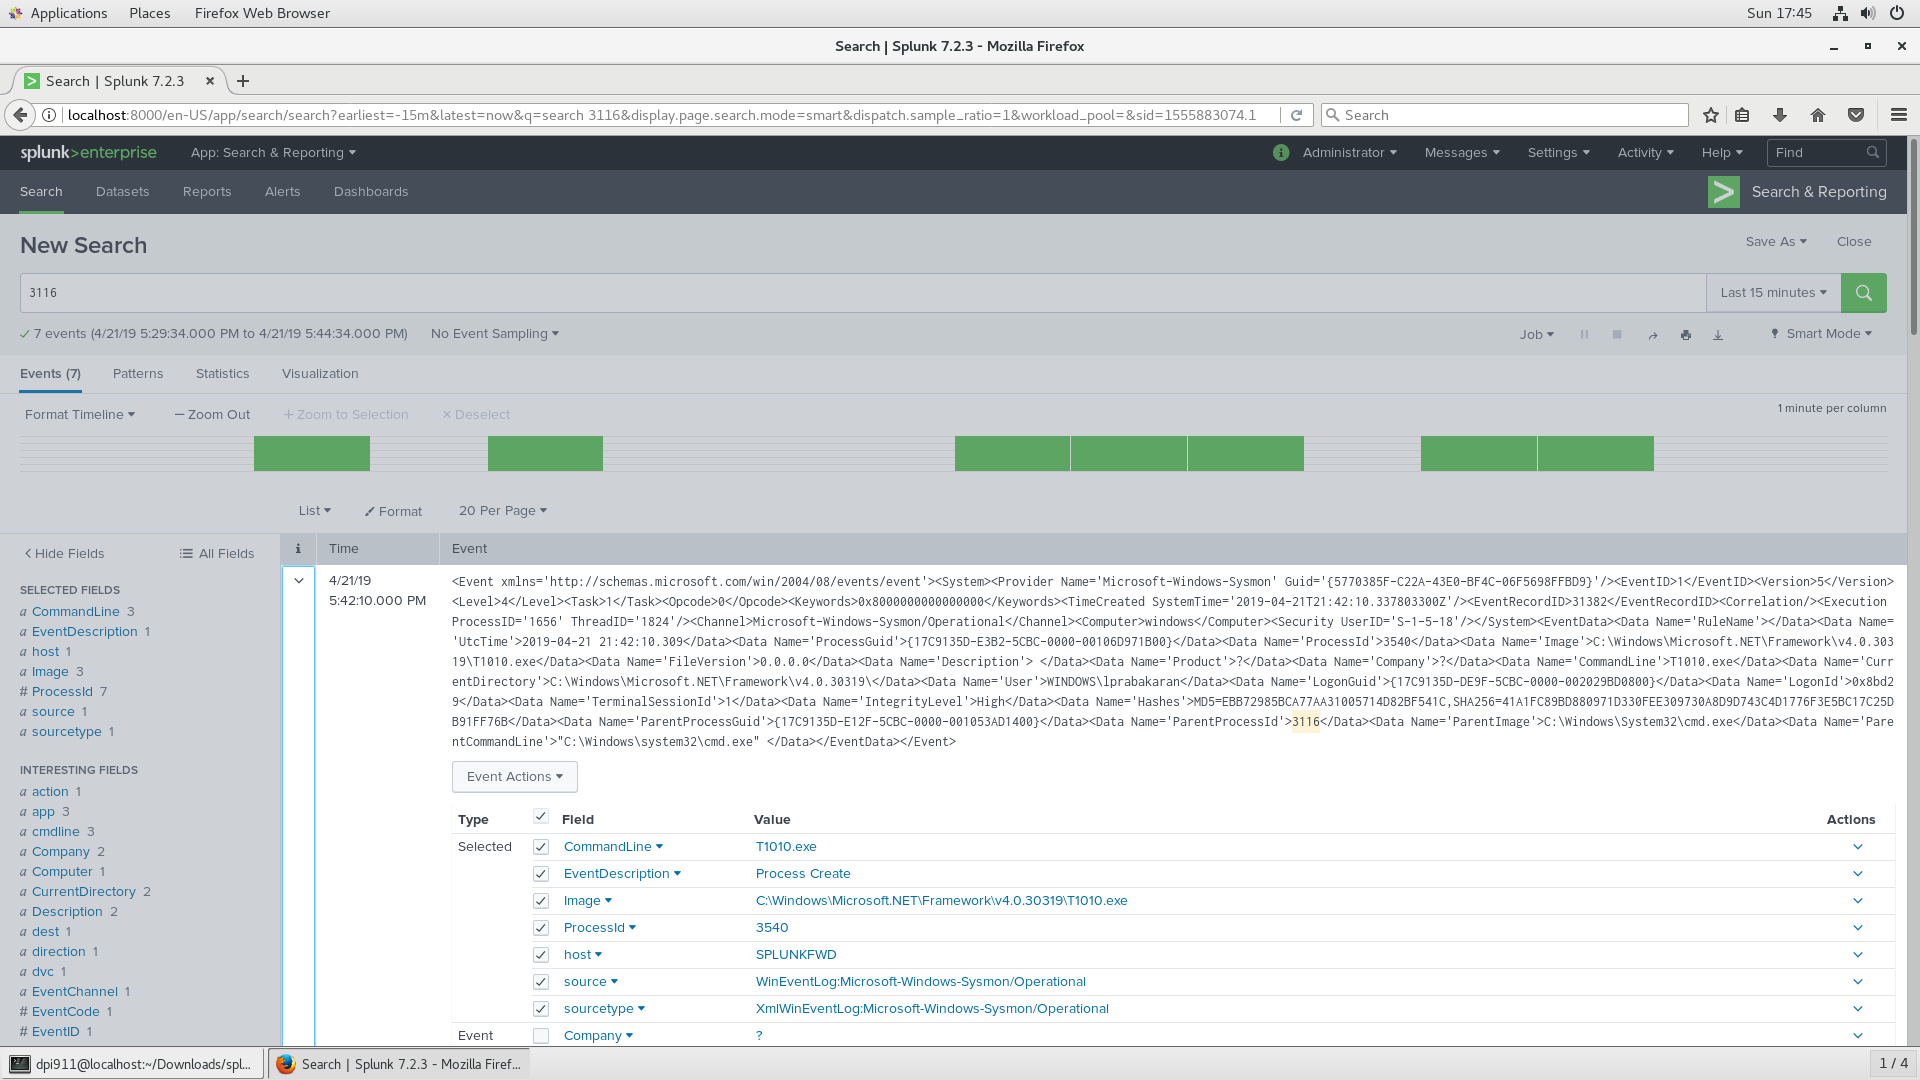 Applications Places Firefox Web Browser Sun 17:45
Search | Splunk 7.2.3 - Mozilla Firefox
Search | Splunk 7.2.3
localhost:8000/en-US/app/search/search?earliest=-15m&latest=now&q=search 3116&display.page.search.mode=smart&dispatch.sample_ratio=1&workload_pool=&sid=1555883074.1 Search
splunk>enterprise App: Search & Reporting Administrator Messages Settings Activity Help Find
Search Datasets Reports Alerts Dashboards Search & Reporting
New Search Save As Close
3116 Last 15 minutes
7 events (4/21/19 5:29:34.000 PM to 4/21/19 5:44:34.000 PM) No Event Sampling Job Smart Mode
Events (7) Patterns Statistics Visualization
Format Timeline — Zoom Out + Zoom to Selection × Deselect 1 minute per column
List Format 20 Per Page
Hide Fields All Fields
i Time Event
SELECTED FIELDS
a CommandLine 3
a EventDescription 1
a host 1
a Image 3
# ProcessId 7
a source 1
a sourcetype 1
INTERESTING FIELDS
a action 1
a app 3
a cmdline 3
a Company 2
a Computer 1
a CurrentDirectory 2
a Description 2
a dest 1
a direction 1
a dvc 1
a EventChannel 1
# EventCode 1
# EventID 1
4/21/19
5:42:10.000 PM
<Event xmlns='http://schemas.microsoft.com/win/2004/08/events/event'><System><Provider Name='Microsoft-Windows-Sysmon' Guid='{5770385F-C22A-43E0-BF4C-06F5698FFBD9}'/><EventID>1</EventID><Version>5</Version>
<Level>4</Level><Task>1</Task><Opcode>0</Opcode><Keywords>0x8000000000000000</Keywords><TimeCreated SystemTime='2019-04-21T21:42:10.337803300Z'/><EventRecordID>31382</EventRecordID><Correlation/><Execution
ProcessID='1656' ThreadID='1824'/><Channel>Microsoft-Windows-Sysmon/Operational</Channel><Computer>windows</Computer><Security UserID='S-1-5-18'/></System><EventData><Data Name='RuleName'></Data><Data Name=
'UtcTime'>2019-04-21 21:42:10.309</Data><Data Name='ProcessGuid'>{17C9135D-E3B2-5CBC-0000-00106D971B00}</Data><Data Name='ProcessId'>3540</Data><Data Name='Image'>C:\Windows\Microsoft.NET\Framework\v4.0.303
19\T1010.exe</Data><Data Name='FileVersion'>0.0.0.0</Data><Data Name='Description'> </Data><Data Name='Product'>?</Data><Data Name='Company'>?</Data><Data Name='CommandLine'>T1010.exe</Data><Data Name='Curr
entDirectory'>C:\Windows\Microsoft.NET\Framework\v4.0.30319\</Data><Data Name='User'>WINDOWS\lprabakaran</Data><Data Name='LogonGuid'>{17C9135D-DE9F-5CBC-0000-002029BD0800}</Data><Data Name='LogonId'>0x8bd2
9</Data><Data Name='TerminalSessionId'>1</Data><Data Name='IntegrityLevel'>High</Data><Data Name='Hashes'>MD5=EBB72985BCA77AA31005714D82BF541C,SHA256=41A1FC89BD880971D330FEE309730A8D9D743C4D1776F3E5BC17C25D
B91FF76B</Data><Data Name='ParentProcessGuid'>{17C9135D-E12F-5CBC-0000-001053AD1400}</Data><Data Name='ParentProcessId'>3116</Data><Data Name='ParentImage'>C:\Windows\System32\cmd.exe</Data><Data Name='Pare
ntCommandLine'>"C:\Windows\system32\cmd.exe" </Data></EventData></Event>
Event Actions
Type Field Value Actions
Selected CommandLine T1010.exe
EventDescription Process Create
Image C:\Windows\Microsoft.NET\Framework\v4.0.30319\T1010.exe
ProcessId 3540
host SPLUNKFWD
source WinEventLog:Microsoft-Windows-Sysmon/Operational
sourcetype XmlWinEventLog:Microsoft-Windows-Sysmon/Operational
Event Company ?
dpi911@localhost:~/Downloads/spl... Search | Splunk 7.2.3 - Mozilla Firef... 1 / 4